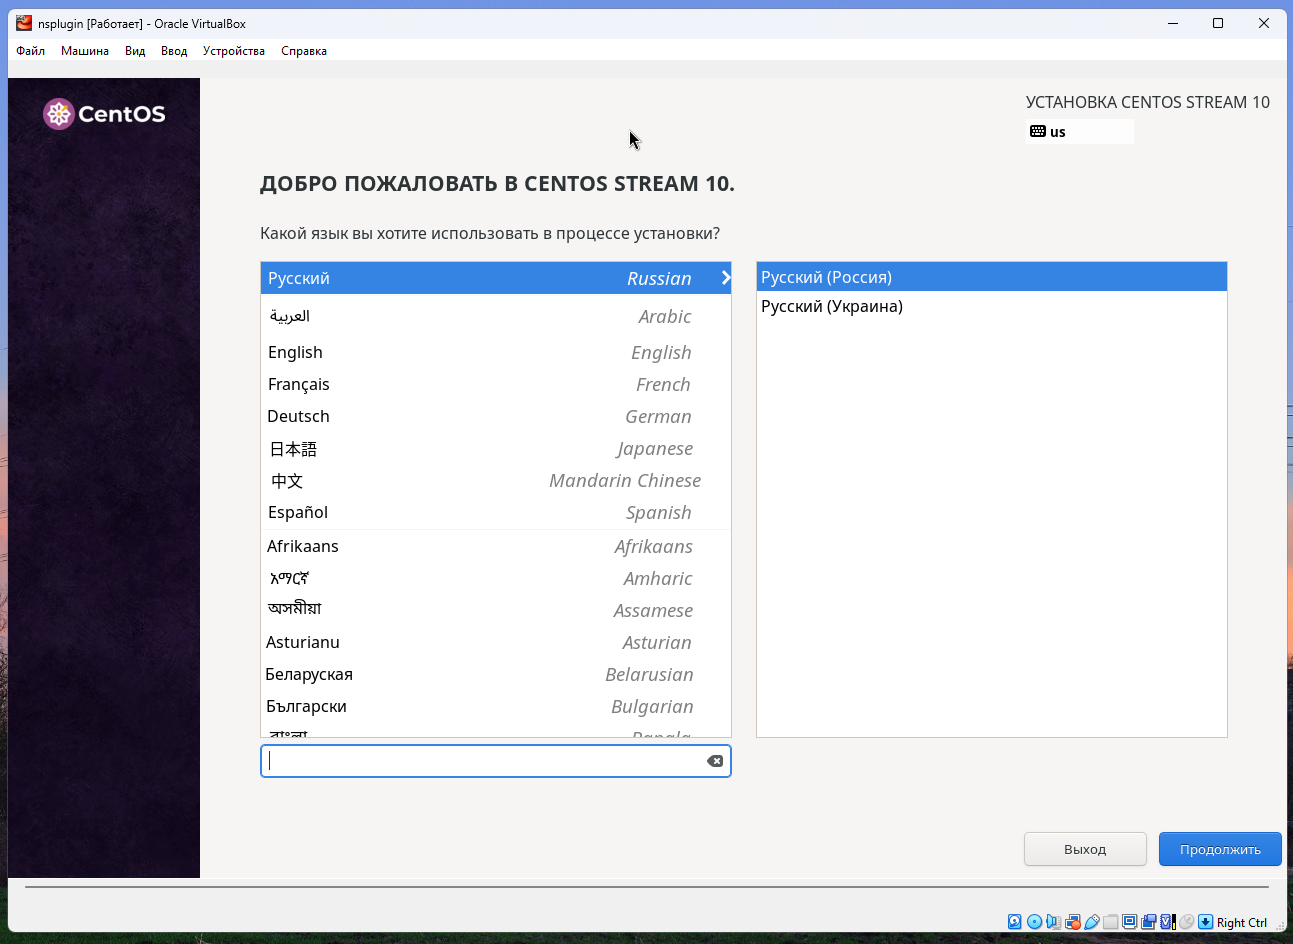 nsplugin [Работает] - Oracle VirtualBox
Файл Машина Вид Ввод Устройства Справка
CentOS
УСТАНОВКА CENTOS STREAM 10
us
ДОБРО ПОЖАЛОВАТЬ В CENTOS STREAM 10.
Какой язык вы хотите использовать в процессе установки?
Русский Russian
العربية Arabic
English English
Français French
Deutsch German
日本語 Japanese
中文 Mandarin Chinese
Español Spanish
Afrikaans Afrikaans
አማርኛ Amharic
অসমীয়া Assamese
Asturianu Asturian
Беларуская Belarusian
Български Bulgarian
বাংলা Bangla
Русский (Россия)
Русский (Украина)
Выход Продолжить
Right Ctrl